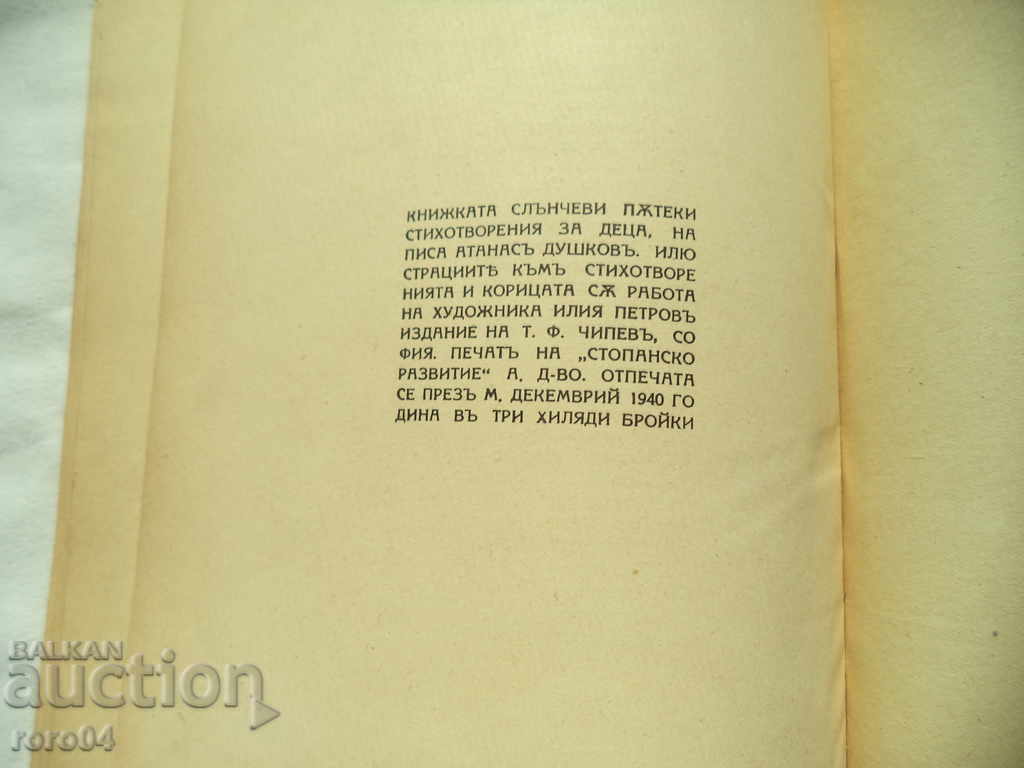 КНИЖКАТА СЛЪНЧЕВИ ПѪТЕКИ
СТИХОТВОРЕНИЯ ЗА ДЕЦА, НА
ПИСА АТАНАСЪ ДУШКОВЪ. ИЛЮ
СТРАЦИИТѢ КЪМЪ СТИХОТВОРЕ
НИЯТА И КОРИЦАТА СѪ РАБОТА
НА ХУДОЖНИКА ИЛИЯ ПЕТРОВЪ
ИЗДАНИЕ НА Т. Ф. ЧИПЕВЪ, СО
ФИЯ. ПЕЧАТЪ НА „СТОПАНСКО
РАЗВИТИЕ“ А. Д-ВО. ОТПЕЧАТА
СЕ ПРЕЗЪ М. ДЕКЕМВРИЙ 1940 ГО
ДИНА ВЪ ТРИ ХИЛЯДИ БРОЙКИ
BALKAN
auction
roro04